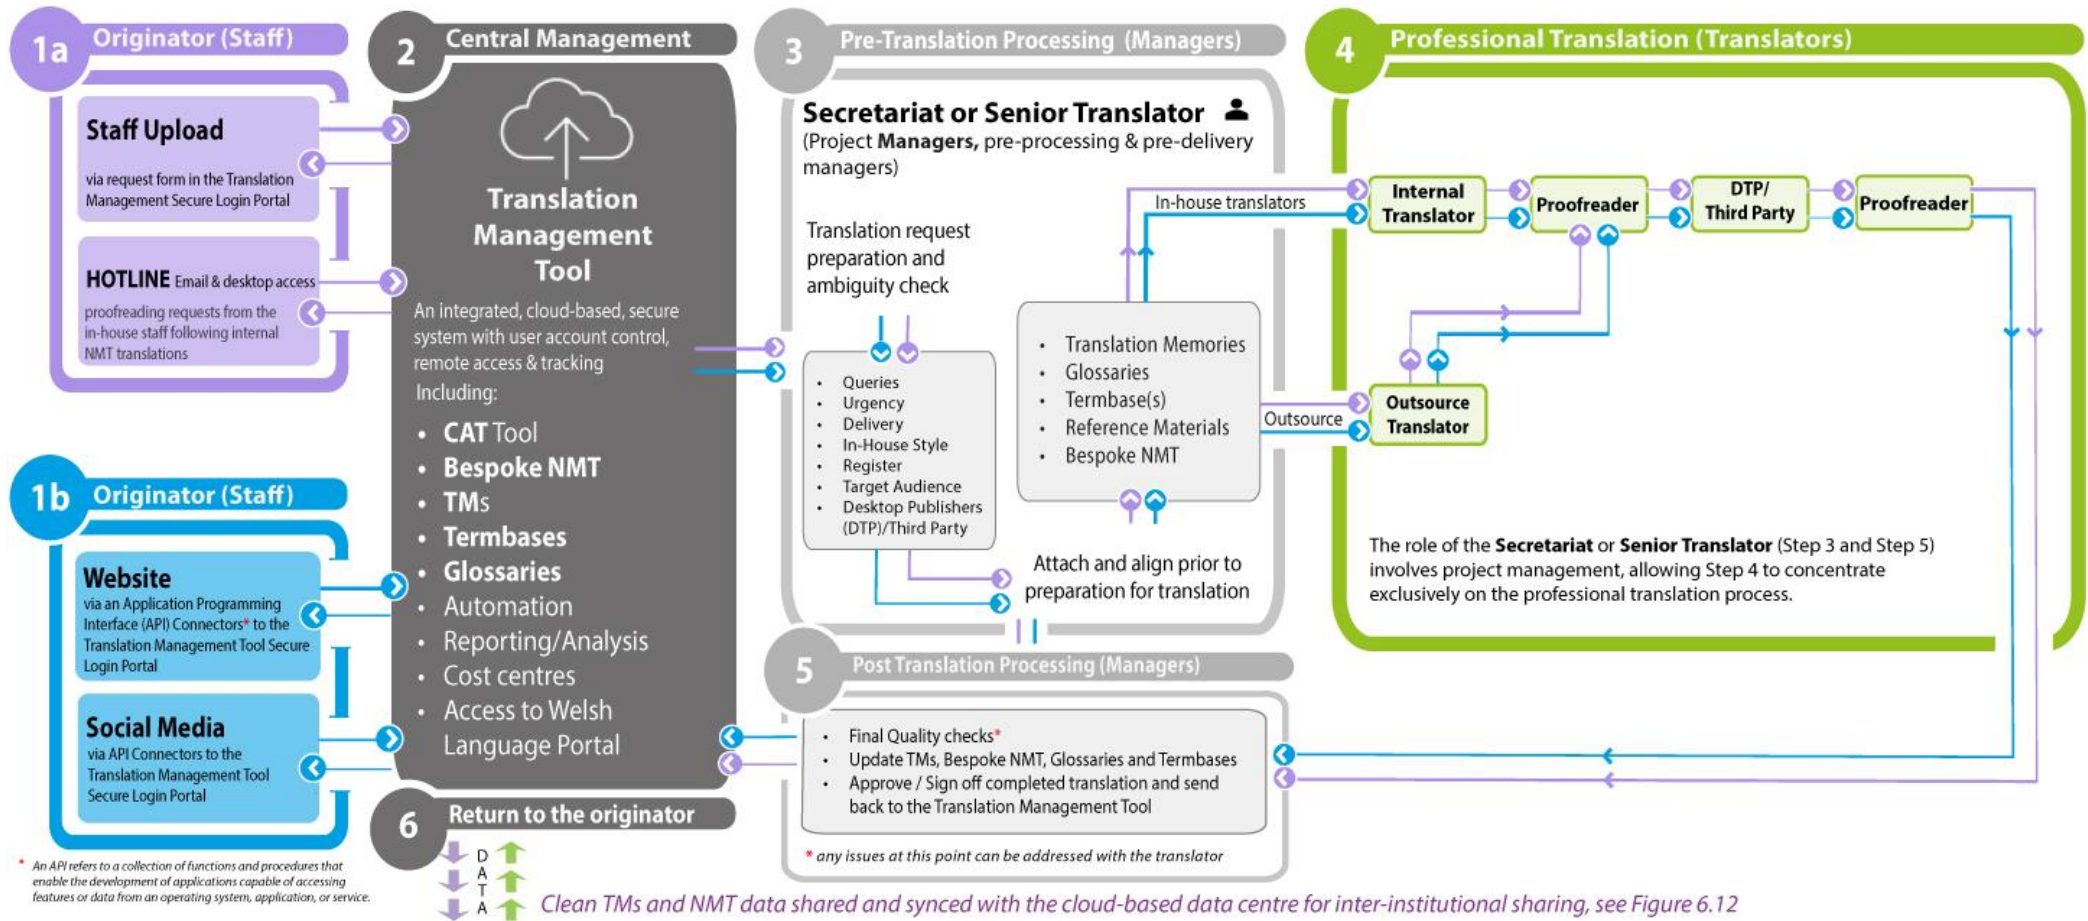 1a
Originator (Staff)
Staff Upload
via request form in the Translation
Management Secure Login Portal
HOTLINE Email & desktop access
proofreading requests from the
in-house staff following internal
NMT translations
1b
Originator (Staff)
Website
via an Application Programming
Interface (API) Connectors* to the
Translation Management Tool Secure
Login Portal
Social Media
via API Connectors to the
Translation Management Tool
Secure Login Portal
* An API refers to a collection of functions and procedures that
enable the development of applications capable of accessing
features or data from an operating system, application, or service.
2
Central Management
Translation
Management
Tool
An integrated, cloud-based, secure
system with user account control,
remote access & tracking
Including:
• CAT Tool
• Bespoke NMT
• TMs
• Termbases
• Glossaries
• Automation
• Reporting/Analysis
• Cost centres
• Access to Welsh
Language Portal
6
Return to the originator
DATA
3
Pre-Translation Processing (Managers)
Secretariat or Senior Translator
(Project Managers, pre-processing & pre-delivery
managers)
Translation request
preparation and
ambiguity check
• Queries
• Urgency
• Delivery
• In-House Style
• Register
• Target Audience
• Desktop Publishers
(DTP)/Third Party
Attach and align prior to
preparation for translation
• Translation Memories
• Glossaries
• Termbase(s)
• Reference Materials
• Bespoke NMT
In-house translators
Outsource
4
Professional Translation (Translators)
Internal
Translator
Proofreader
DTP/
Third Party
Proofreader
Outsource
Translator
The role of the Secretariat or Senior Translator (Step 3 and Step 5)
involves project management, allowing Step 4 to concentrate
exclusively on the professional translation process.
5
Post Translation Processing (Managers)
• Final Quality checks*
• Update TMs, Bespoke NMT, Glossaries and Termbases
• Approve / Sign off completed translation and send
back to the Translation Management Tool
* any issues at this point can be addressed with the translator
Clean TMs and NMT data shared and synced with the cloud-based data centre for inter-institutional sharing, see Figure 6.12